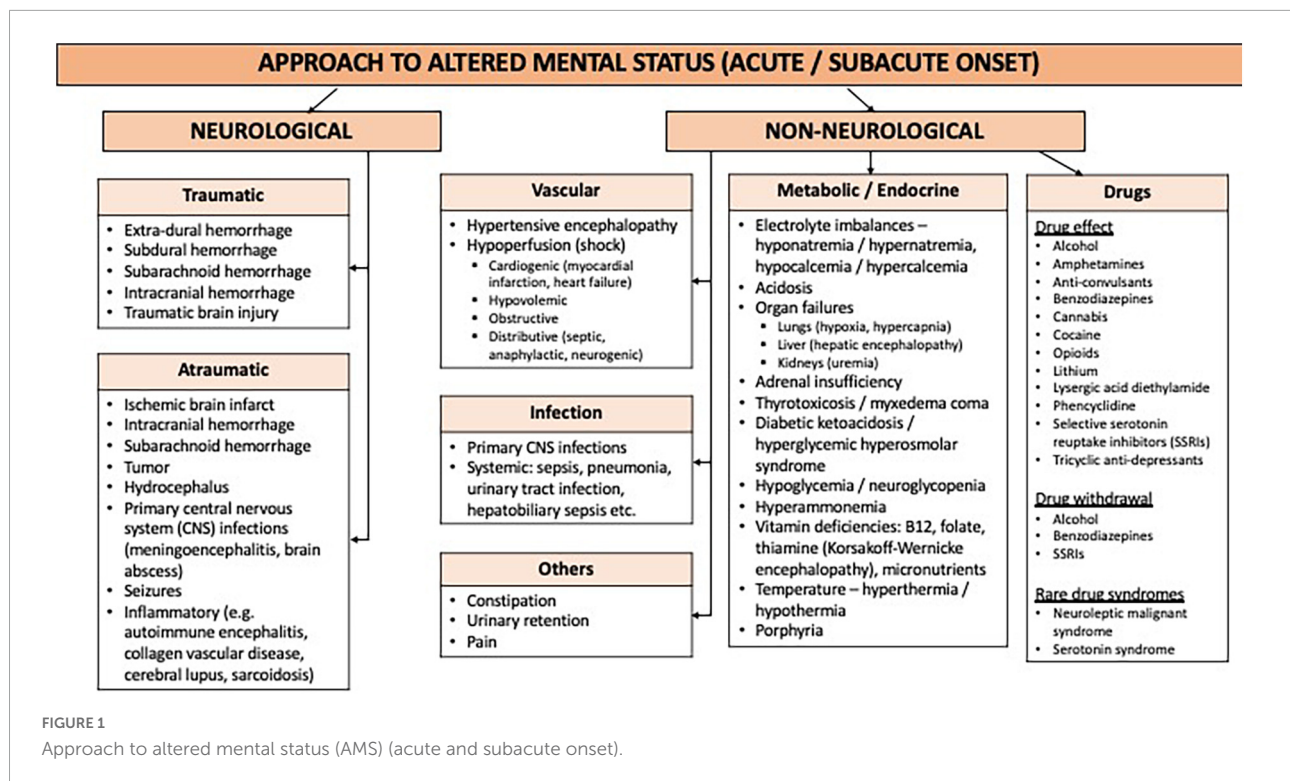 APPROACH TO ALTERED MENTAL STATUS (ACUTE / SUBACUTE ONSET)
NEUROLOGICAL
NON-NEUROLOGICAL
Traumatic
• Extra-dural hemorrhage
• Subdural hemorrhage
• Subarachnoid hemorrhage
• Intracranial hemorrhage
• Traumatic brain injury
Atraumatic
• Ischemic brain infarct
• Intracranial hemorrhage
• Subarachnoid hemorrhage
• Tumor
• Hydrocephalus
• Primary central nervous
system (CNS) infections
(meningoencephalitis, brain
abscess)
• Seizures
• Inflammatory (e.g.
autoimmune encephalitis,
collagen vascular disease,
cerebral lupus, sarcoidosis)
Vascular
• Hypertensive encephalopathy
• Hypoperfusion (shock)
• Cardiogenic (myocardial
infarction, heart failure)
• Hypovolemic
• Obstructive
• Distributive (septic,
anaphylactic, neurogenic)
Infection
• Primary CNS infections
• Systemic: sepsis, pneumonia,
urinary tract infection,
hepatobiliary sepsis etc.
Others
• Constipation
• Urinary retention
• Pain
Metabolic / Endocrine
• Electrolyte imbalances –
hyponatremia / hypernatremia,
hypocalcemia / hypercalcemia
• Acidosis
• Organ failures
• Lungs (hypoxia, hypercapnia)
• Liver (hepatic encephalopathy)
• Kidneys (uremia)
• Adrenal insufficiency
• Thyrotoxicosis / myxedema coma
• Diabetic ketoacidosis /
hyperglycemic hyperosmolar
syndrome
• Hypoglycemia / neuroglycopenia
• Hyperammonemia
• Vitamin deficiencies: B12, folate,
thiamine (Korsakoff-Wernicke
encephalopathy), micronutrients
• Temperature – hyperthermia /
hypothermia
• Porphyria
Drugs
Drug effect
• Alcohol
• Amphetamines
• Anti-convulsants
• Benzodiazepines
• Cannabis
• Cocaine
• Opioids
• Lithium
• Lysergic acid diethylamide
• Phencyclidine
• Selective serotonin
reuptake inhibitors (SSRIs)
• Tricyclic anti-depressants
Drug withdrawal
• Alcohol
• Benzodiazepines
• SSRIs
Rare drug syndromes
• Neuroleptic malignant
syndrome
• Serotonin syndrome
FIGURE 1
Approach to altered mental status (AMS) (acute and subacute onset).